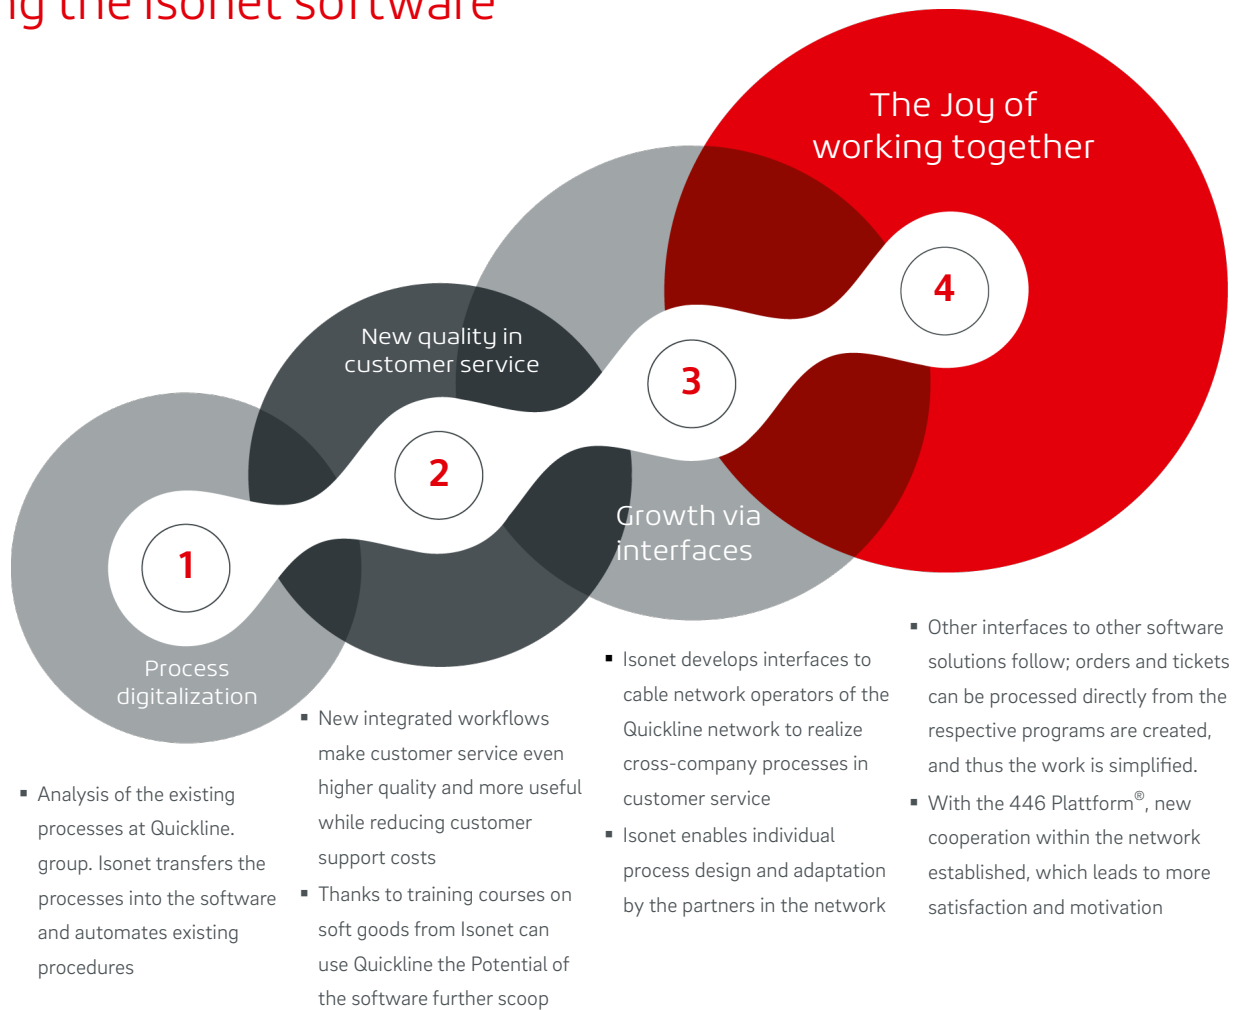 ng the Isonet software
The Joy of
working together
4
3
New quality in
customer service
2
Growth via
interfaces
1
Process
digitalization
▪ Analysis of the existing
processes at Quickline.
group. Isonet transfers the
processes into the software
and automates existing
procedures
▪ New integrated workflows
make customer service even
higher quality and more useful
while reducing customer
support costs
▪ Thanks to training courses on
soft goods from Isonet can
use Quickline the Potential of
the software further scoop
▪ Isonet develops interfaces to
cable network operators of the
Quickline network to realize
cross-company processes in
customer service
▪ Isonet enables individual
process design and adaptation
by the partners in the network
▪ Other interfaces to other software
solutions follow; orders and tickets
can be processed directly from the
respective programs are created,
and thus the work is simplified.
▪ With the 446 Plattform®, new
cooperation within the network
established, which leads to more
satisfaction and motivation